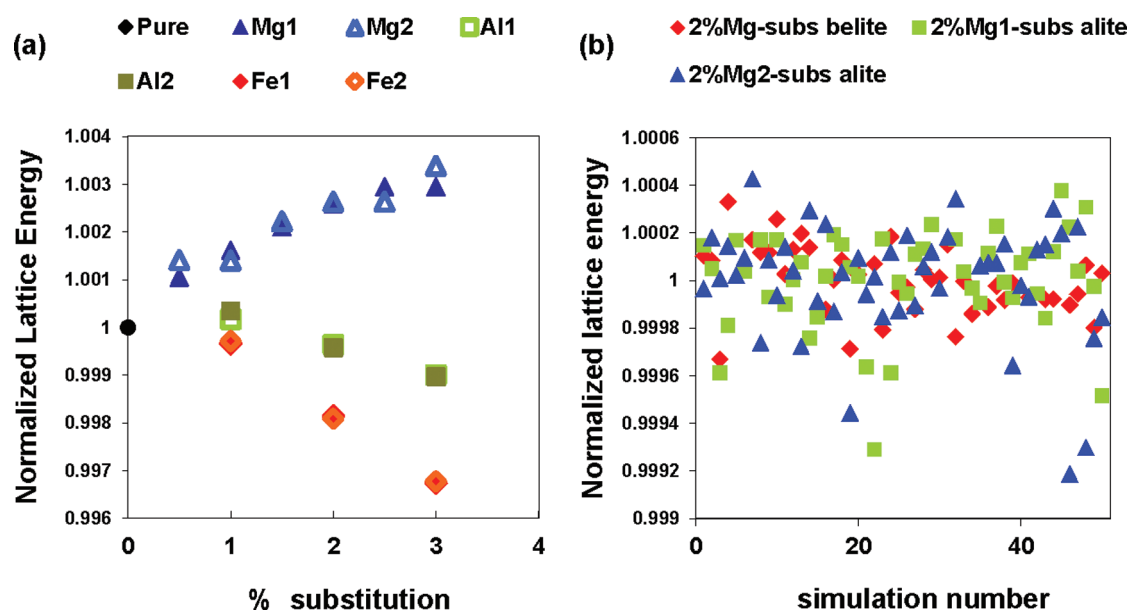 (a)
Pure Mg1 Mg2 Al1
Al2 Fe1 Fe2
Normalized Lattice Energy
1.004
1.003
1.002
1.001
1
0.999
0.998
0.997
0.996
0 1 2 3 4
% substitution
(b)
2%Mg-subs belite 2%Mg1-subs alite
2%Mg2-subs alite
Normalized lattice energy
1.0006
1.0004
1.0002
1
0.9998
0.9996
0.9994
0.9992
0.999
0 20 40
simulation number